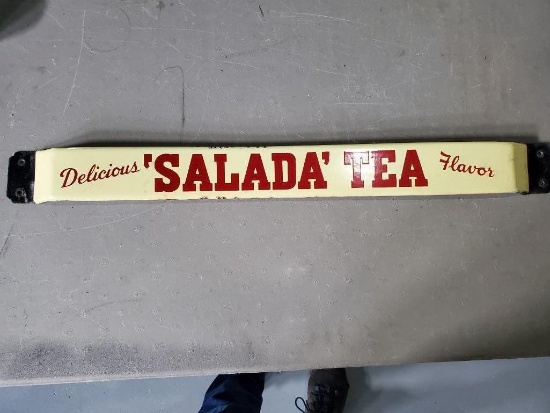 Delicious 'SALADA' TEA Flavor